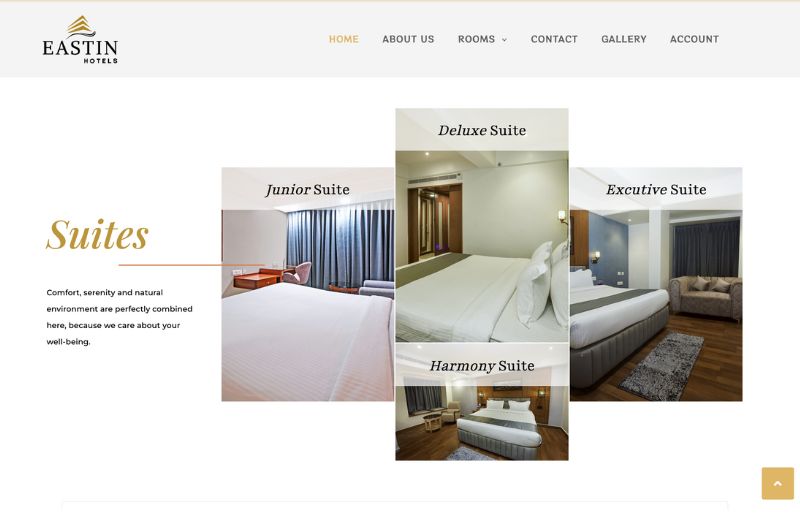 EASTIN
HOTELS
HOME ABOUT US ROOMS CONTACT GALLERY ACCOUNT
Suites
Comfort, serenity and natural
environment are perfectly combined
here, because we care about your
well-being.
Junior Suite
Deluxe Suite
Excutive Suite
Harmony Suite